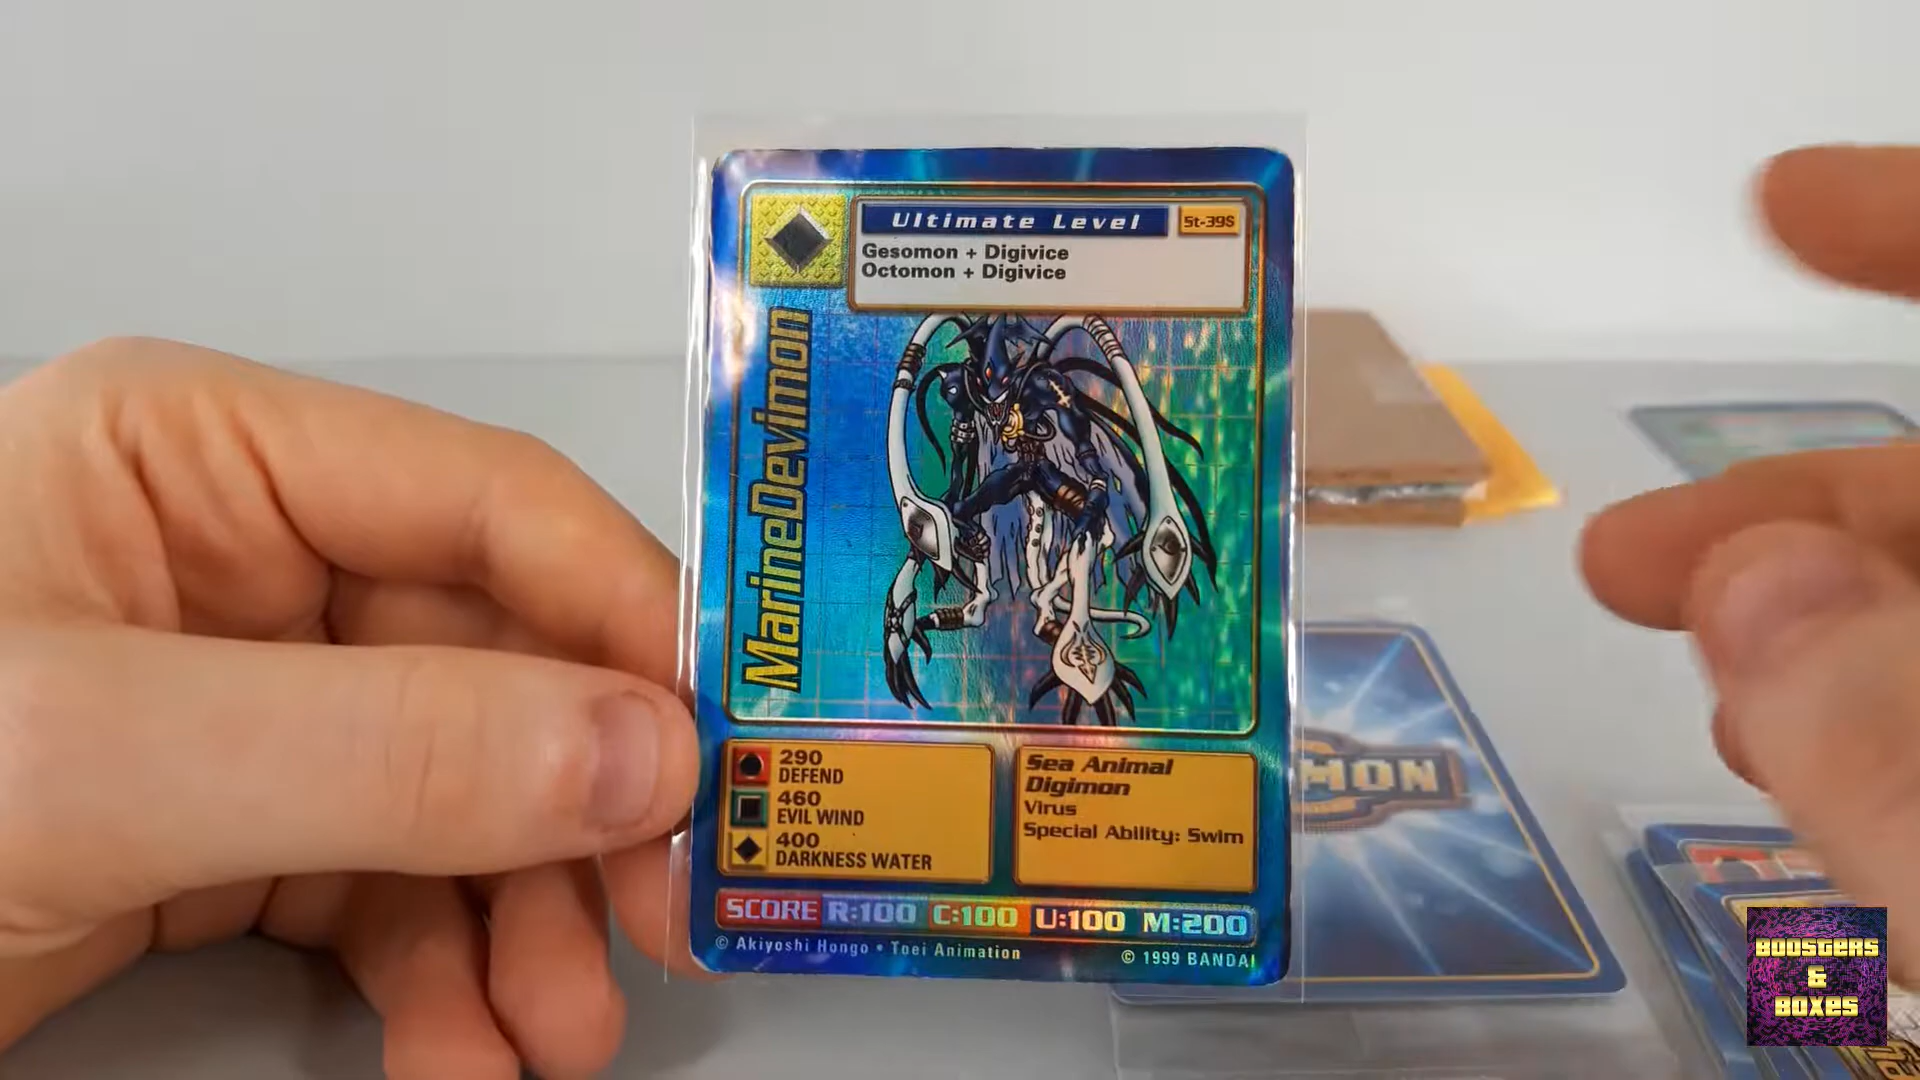 Ultimate Level
St-39S
Gesomon + Digivice
Octomon + Digivice
MarineDevimon
290
DEFEND
460
EVIL WIND
400
DARKNESS WATER
Sea Animal
Digimon
Virus
Special Ability: Swim
SCORE R:100 C:100 U:100 M:200
© Akiyoshi Hongo • Toei Animation
© 1999 BANDAI
MON
BOOSTERS
&
BOXES